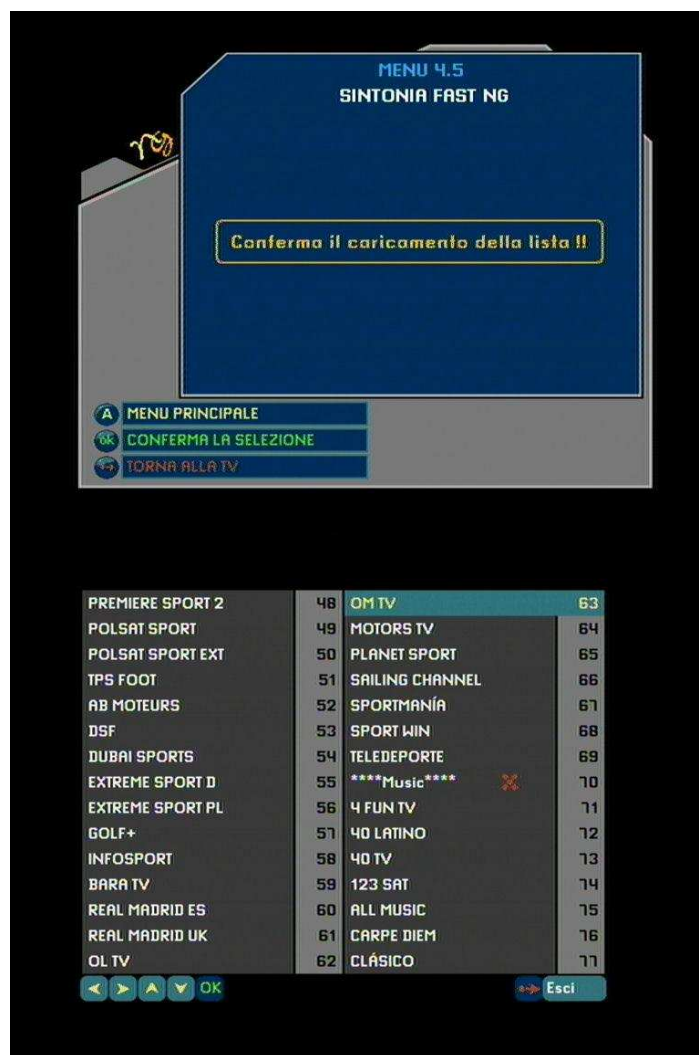 MENU 4.5
SINTONIA FAST NG
Conferma il caricamento della lista !!
A MENU PRINCIPALE
OK CONFERMA LA SELEZIONE
TORNA ALLA TV
PREMIERE SPORT 2 48
POLSAT SPORT 49
POLSAT SPORT EXT 50
TPS FOOT 51
AB MOTEURS 52
DSF 53
DUBAI SPORTS 54
EXTREME SPORT D 55
EXTREME SPORT PL 56
GOLF+ 57
INFOSPORT 58
BARA TV 59
REAL MADRID ES 60
REAL MADRID UK 61
OL TV 62
OM TV 63
MOTORS TV 64
PLANET SPORT 65
SAILING CHANNEL 66
SPORTMANÍA 67
SPORT WIN 68
TELEDEPORTE 69
****Music**** 70
4 FUN TV 71
40 LATINO 72
40 TV 73
123 SAT 74
ALL MUSIC 75
CARPE DIEM 76
CLÁSICO 77
OK
Esci